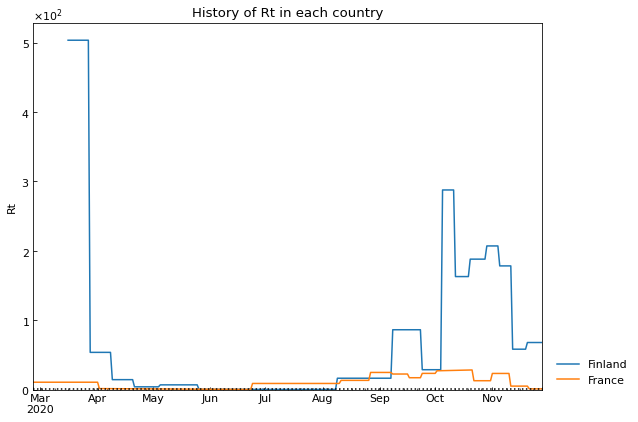 History of Rt in each country
×10²
5
4
3
2
1
0
Rt
Mar Apr May Jun Jul Aug Sep Oct Nov
2020
Finland
France